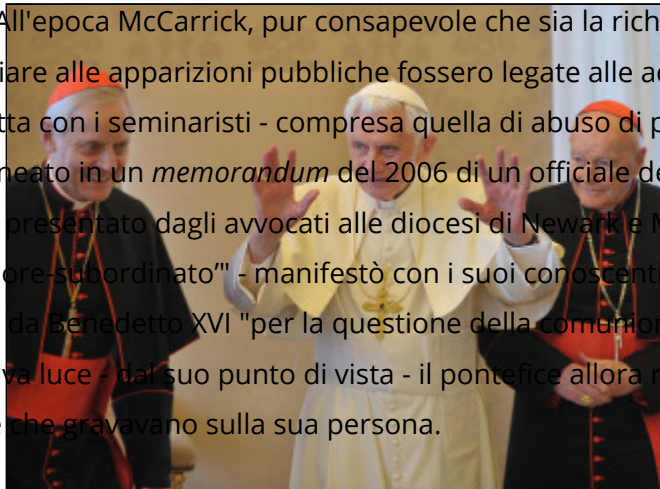 All'epoca McCarrick, pur consapevole che sia la rich
iare alle apparizioni pubbliche fossero legate alle ac
tta con i seminaristi - compresa quella di abuso di p
neato in un memorandum del 2006 di un officiale de
presentato dagli avvocati alle diocesi di Newark e M
ore-subordinato'" - manifestò con i suoi conoscenti
da Benedetto XVI "per la questione della comunion
va luce - dal suo punto di vista - il pontefice allora r
e che gravavano sulla sua persona.